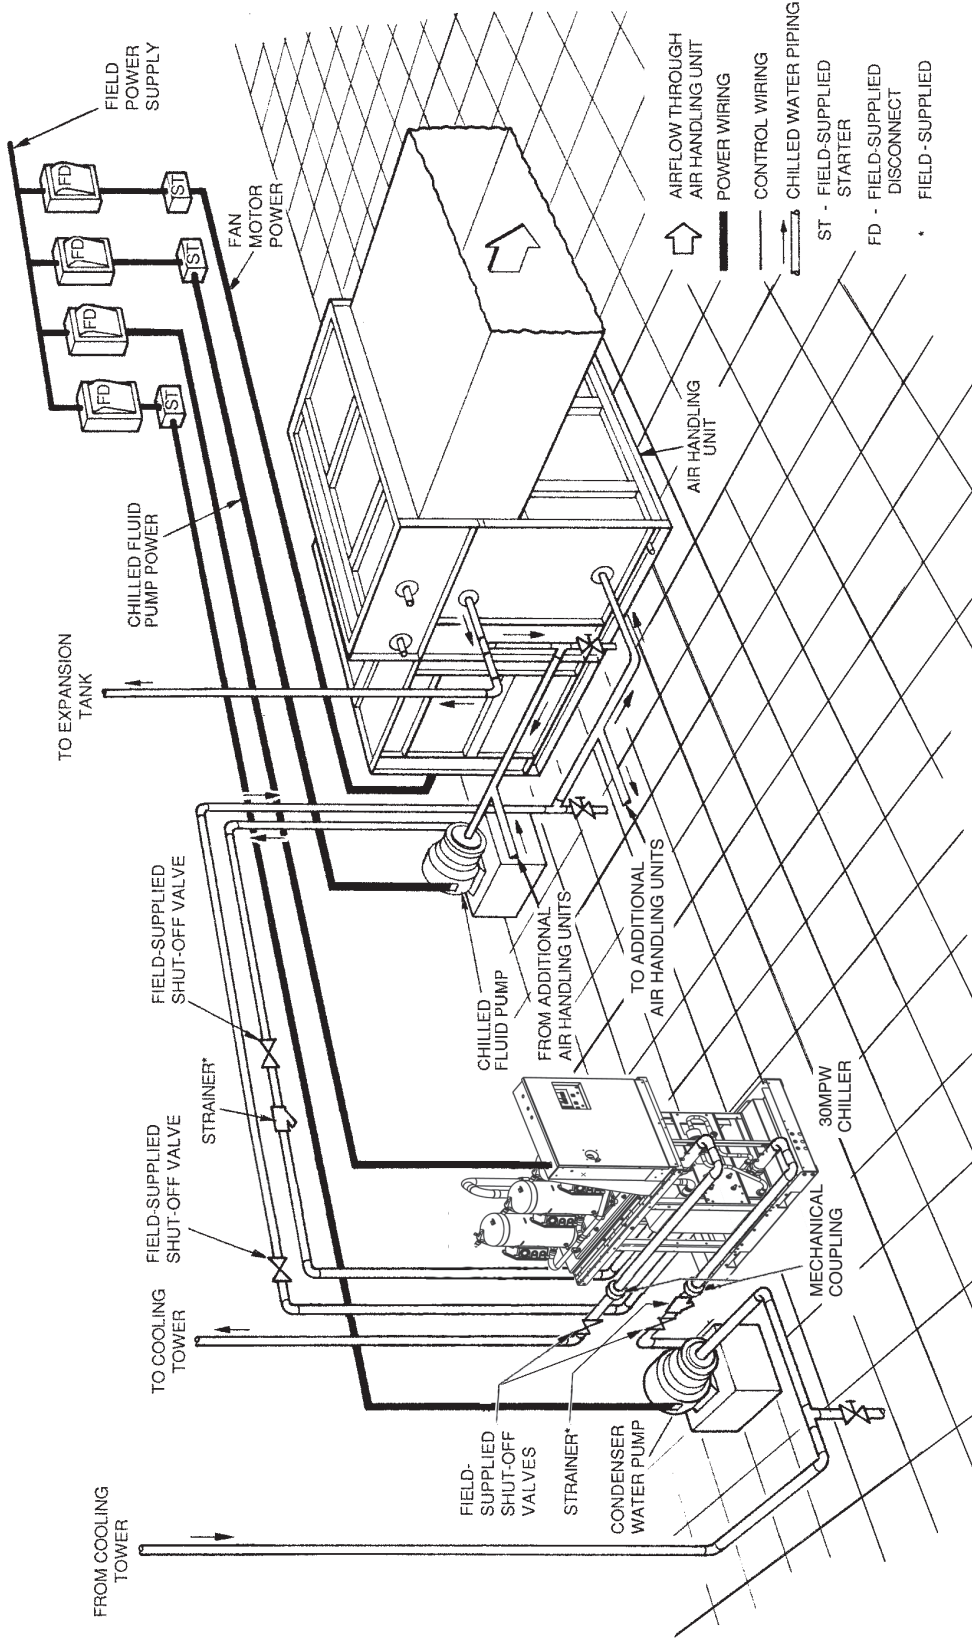 FROM COOLING
TOWER
TO COOLING
TOWER
FIELD-SUPPLIED
SHUT-OFF VALVE
STRAINER*
FIELD-SUPPLIED
SHUT-OFF VALVE
TO EXPANSION
TANK
CHILLED FLUID
PUMP POWER
FAN
MOTOR
POWER
FIELD
POWER
SUPPLY
FD
FD
FD
FD
ST
ST
ST
FIELD-
SUPPLIED
SHUT-OFF
VALVES
STRAINER*
CONDENSER
WATER PUMP
MECHANICAL
COUPLING
30MPW
CHILLER
CHILLED
FLUID PUMP
FROM ADDITIONAL
AIR HANDLING UNITS
TO ADDITIONAL
AIR HANDLING UNITS
AIR HANDLING
UNIT
AIRFLOW THROUGH
AIR HANDLING UNIT
POWER WIRING
CONTROL WIRING
CHILLED WATER PIPING
ST - FIELD-SUPPLIED
STARTER
FD - FIELD-SUPPLIED
DISCONNECT
* FIELD-SUPPLIED